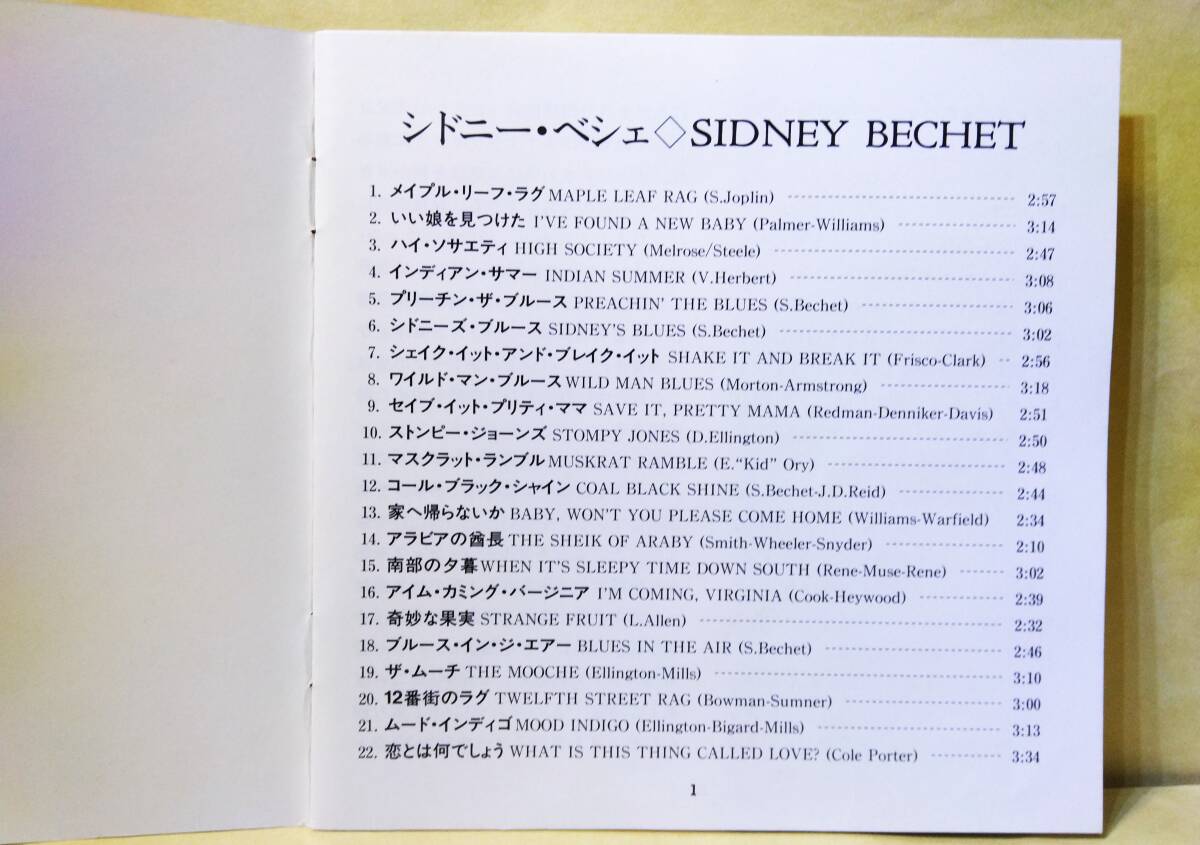 シドニー・ベシェ◇SIDNEY BECHET
1. メイプル・リーフ・ラグ MAPLE LEAF RAG (S.Joplin) 2:57
2. いい娘を見つけた I'VE FOUND A NEW BABY (Palmer-Williams) 3:14
3. ハイ・ソサエティ HIGH SOCIETY (Melrose/Steele) 2:47
4. インディアン・サマー INDIAN SUMMER (V.Herbert) 3:08
5. プリーチン・ザ・ブルース PREACHIN' THE BLUES (S.Bechet) 3:06
6. シドニーズ・ブルース SIDNEY'S BLUES (S.Bechet) 3:02
7. シェイク・イット・アンド・ブレイク・イット SHAKE IT AND BREAK IT (Frisco-Clark) 2:56
8. ワイルド・マン・ブルース WILD MAN BLUES (Morton-Armstrong) 3:18
9. セイブ・イット・プリティ・ママ SAVE IT, PRETTY MAMA (Redman-Denniker-Davis) 2:51
10. ストンピー・ジョーンズ STOMPY JONES (D.Ellington) 2:50
11. マスクラット・ランブル MUSKRAT RAMBLE (E."Kid" Ory) 2:48
12. コール・ブラック・シャイン COAL BLACK SHINE (S.Bechet-J.D.Reid) 2:44
13. 家へ帰らないか BABY, WON'T YOU PLEASE COME HOME (Williams-Warfield) 2:34
14. アラビアの酋長 THE SHEIK OF ARABY (Smith-Wheeler-Snyder) 2:10
15. 南部の夕暮 WHEN IT'S SLEEPY TIME DOWN SOUTH (Rene-Muse-Rene) 3:02
16. アイム・カミング・バージニア I'M COMING, VIRGINIA (Cook-Heywood) 2:39
17. 奇妙な果実 STRANGE FRUIT (L.Allen) 2:32
18. ブルース・イン・ジ・エアー BLUES IN THE AIR (S.Bechet) 2:46
19. ザ・ムーチ THE MOOCHE (Ellington-Mills) 3:10
20. 12番街のラグ TWELFTH STREET RAG (Bowman-Sumner) 3:00
21. ムード・インディゴ MOOD INDIGO (Ellington-Bigard-Mills) 3:13
22. 恋とは何でしょう WHAT IS THIS THING CALLED LOVE? (Cole Porter) 3:34
1